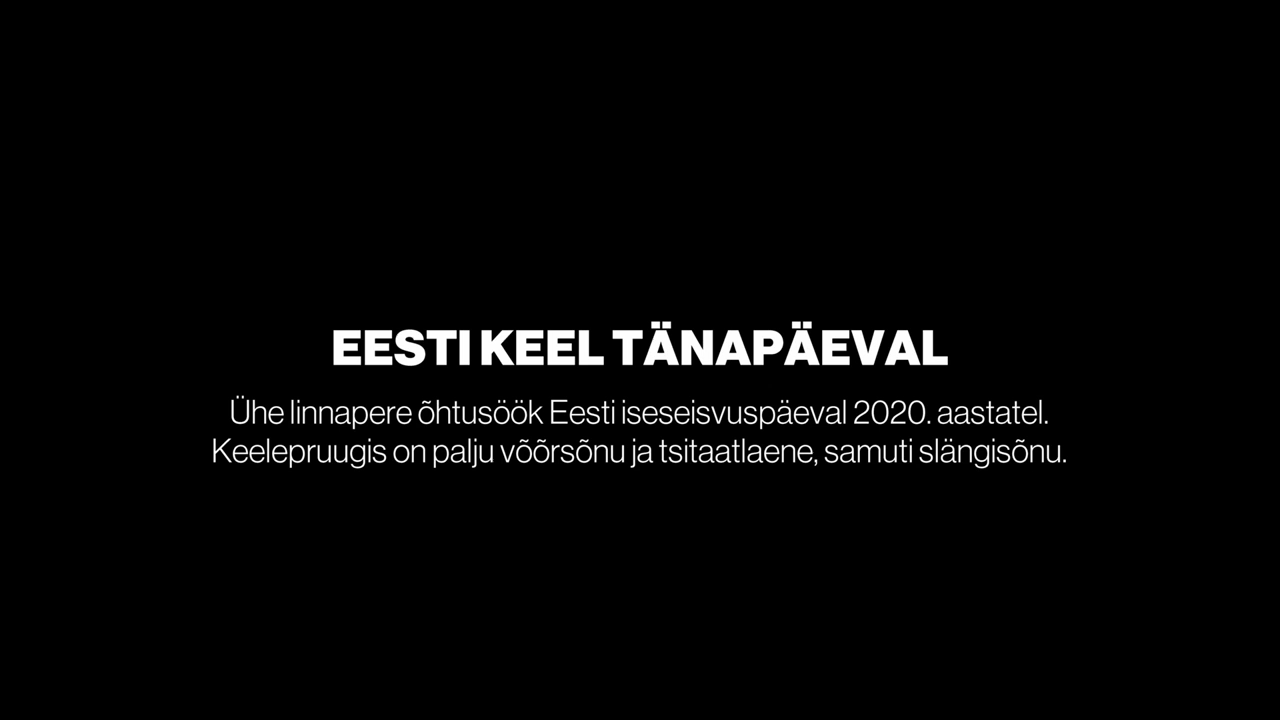 EESTI KEEL TÄNAPÄEVAL
Ühe linnapere õhtusöök Eesti iseseisvuspäeval 2020. aastatel.
Keelepruugis on palju võõrsõnu ja tsitaatlaene, samuti slängisõnu.